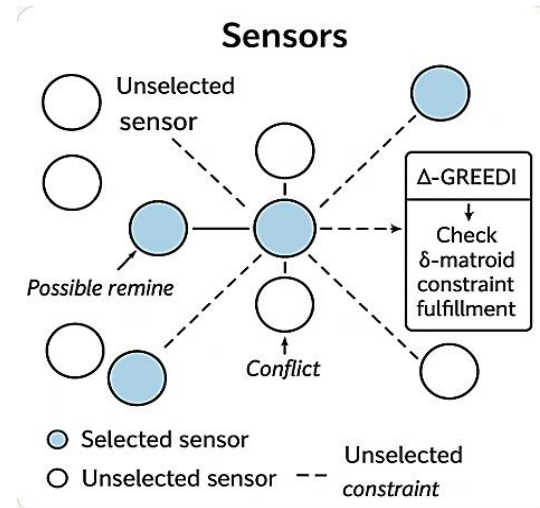 Sensors
Unselected
sensor
Δ-GREEDI
Check
δ-matroid
constraint
fulfillment
Possible remine
Conflict
Selected sensor
Unselected sensor
Unselected
constraint